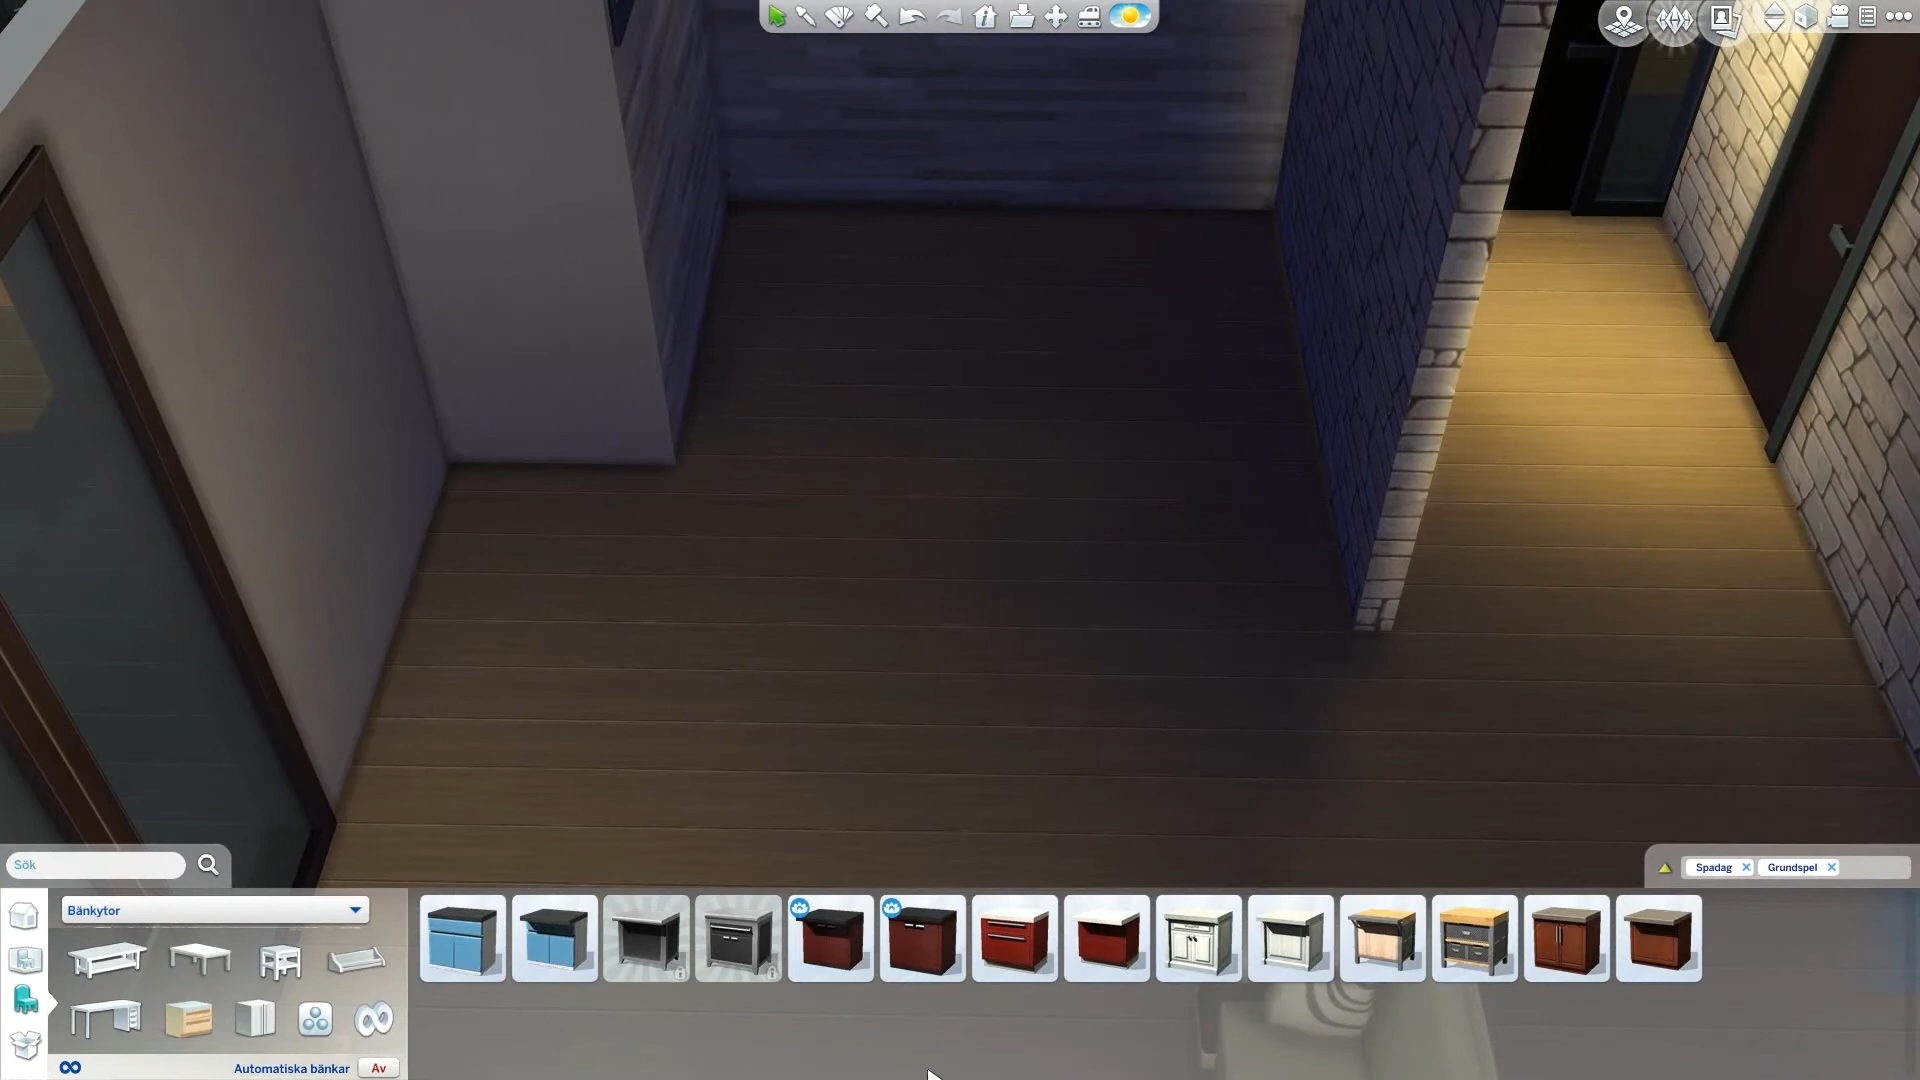 Sök
Spadag
Grundspel
Bänkytor
Automatiska bänkar
Av